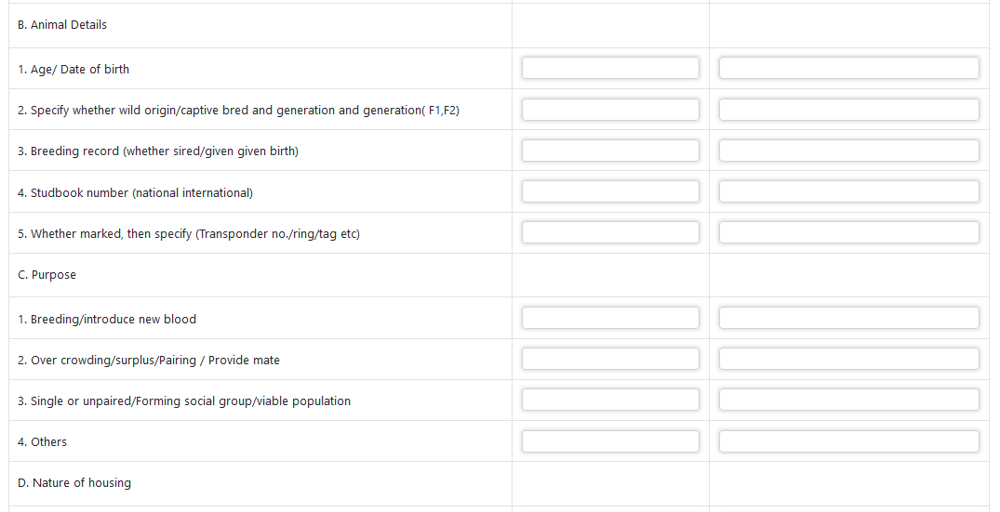 B. Animal Details
1. Age/ Date of birth
2. Specify whether wild origin/captive bred and generation and generation( F1,F2)
3. Breeding record (whether sired/given given birth)
4. Studbook number (national international)
5. Whether marked, then specify (Transponder no./ring/tag etc)
C. Purpose
1. Breeding/introduce new blood
2. Over crowding/surplus/Pairing / Provide mate
3. Single or unpaired/Forming social group/viable population
4. Others
D. Nature of housing